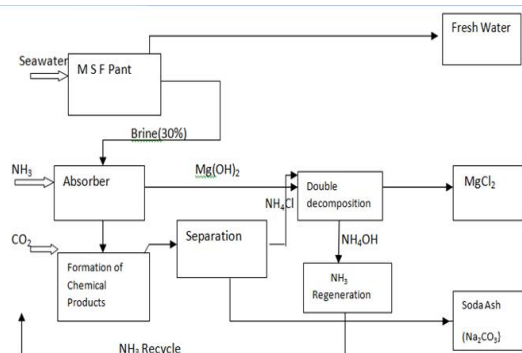 Fresh Water
Seawater
M S F Pant
Brine(30%)
NH₃
Absorber
Mg(OH)₂
Double
decomposition
MgCl₂
NH₄Cl
CO₂
Separation
NH₄OH
Formation of
Chemical
Products
NH₃
Regeneration
Soda Ash
(Na₂CO₃)
NH₃ Recycle